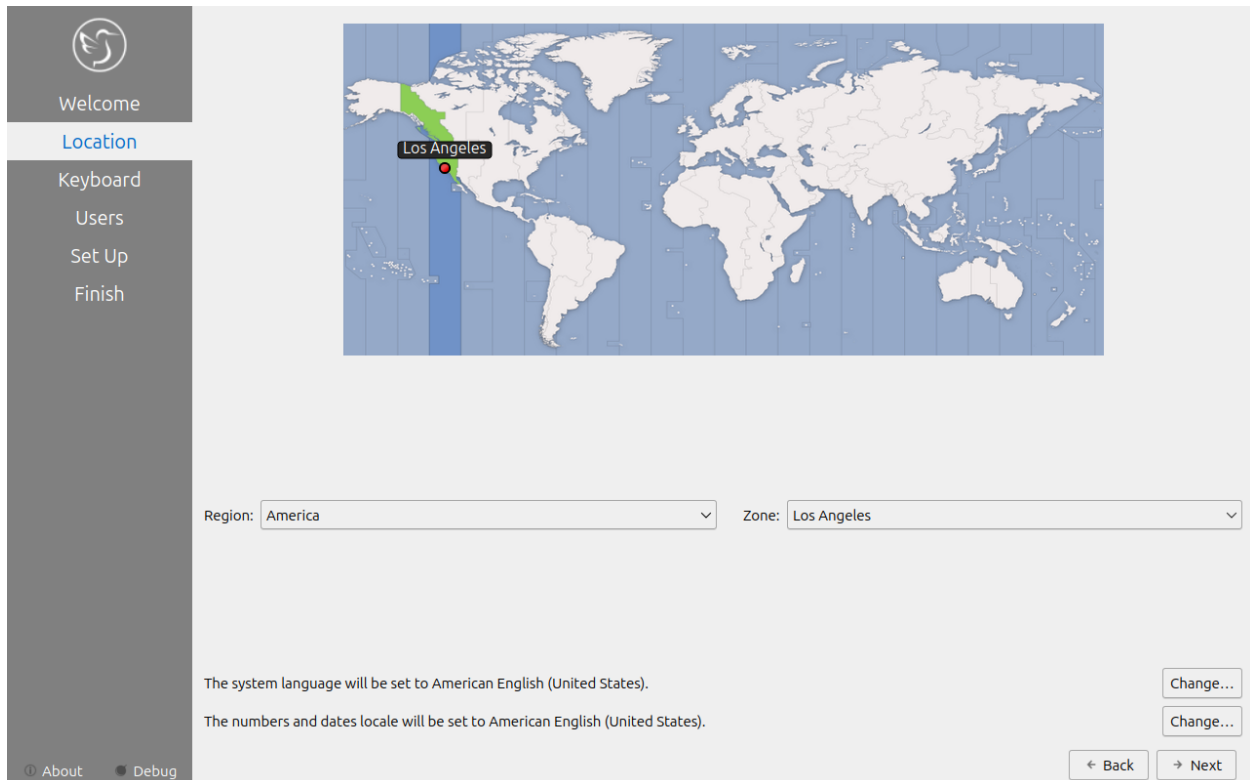 Welcome
Location
Keyboard
Users
Set Up
Finish
About
Debug
Los Angeles
Region: America
Zone: Los Angeles
The system language will be set to American English (United States).
Change...
The numbers and dates locale will be set to American English (United States).
Change...
Back
Next